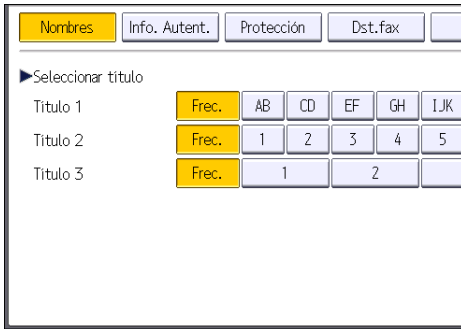 Nombres Info. Autent. Protección Dst.fax
▶Seleccionar título
Título 1 Frec. AB CD EF GH IJK
Título 2 Frec. 1 2 3 4 5
Título 3 Frec. 1 2